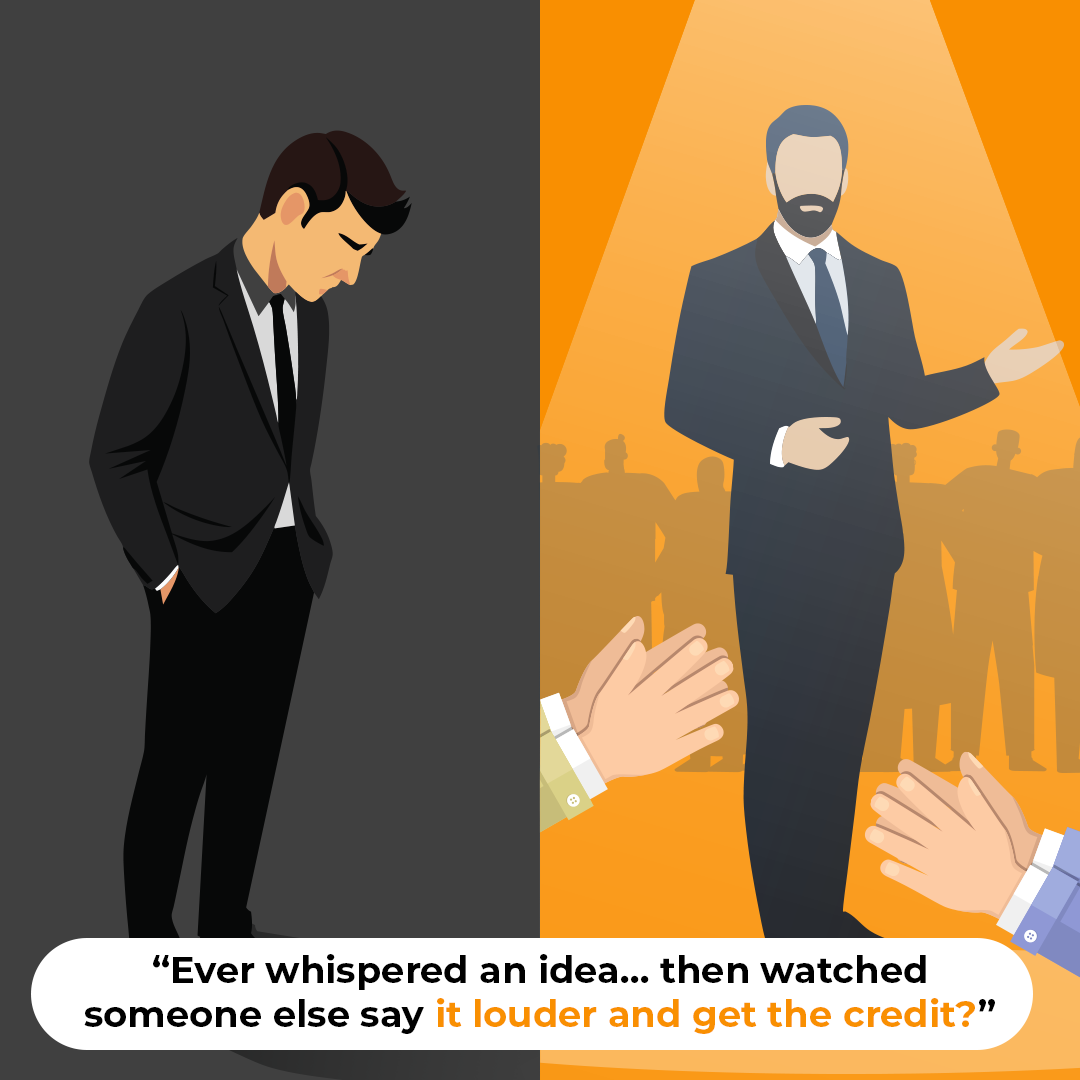 “Ever whispered an idea... then watched
someone else say it louder and get the credit?”